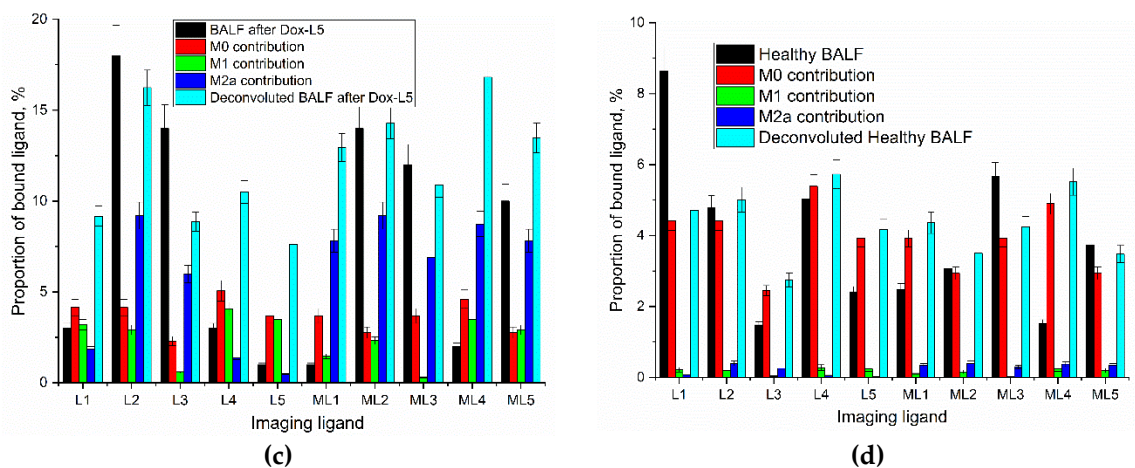 20
15
10
5
0
Proportion of bound ligand, %
BALF after Dox-L5
M0 contribution
M1 contribution
M2a contribution
Deconvoluted BALF after Dox-L5
L1 L2 L3 L4 L5 ML1 ML2 ML3 ML4 ML5
Imaging ligand
(c)
10
8
6
4
2
0
Proportion of bound ligand, %
Healthy BALF
M0 contribution
M1 contribution
M2a contribution
Deconvoluted Healthy BALF
L1 L2 L3 L4 L5 ML1 ML2 ML3 ML4 ML5
Imaging ligand
(d)